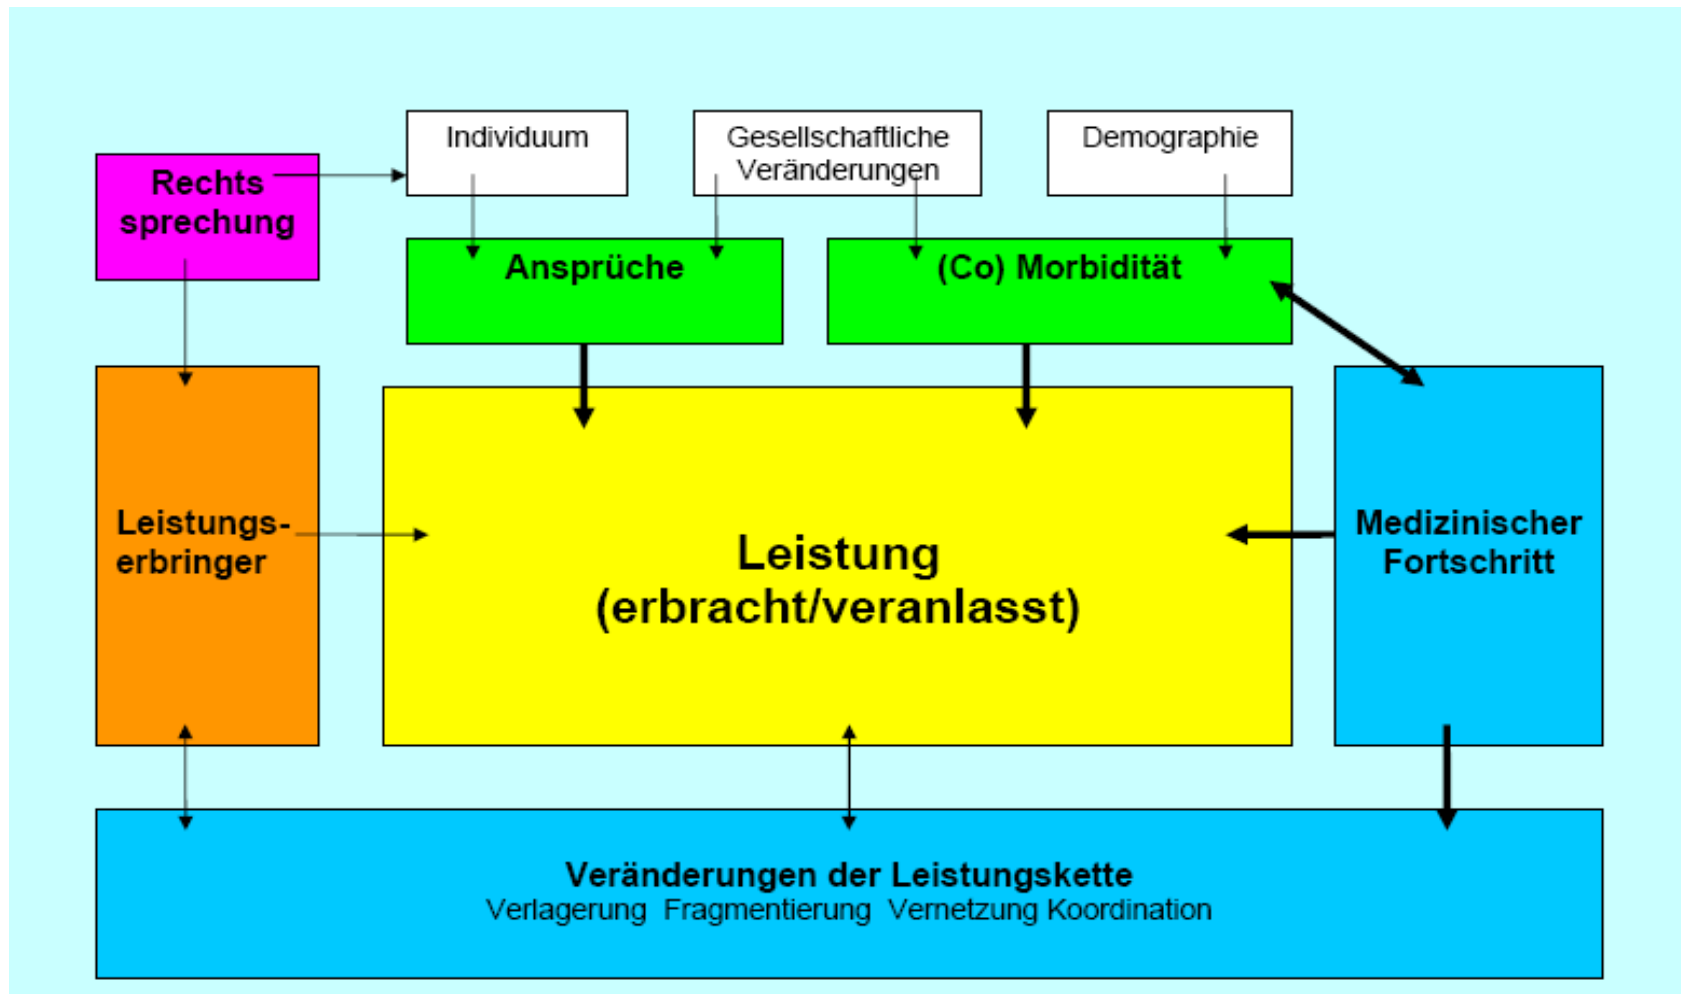 Individuum
Gesellschaftliche
Veränderungen
Demographie
Rechts
sprechung
Ansprüche
(Co) Morbidität
Leistungs-
erbringer
Leistung
(erbracht/veranlasst)
Medizinischer
Fortschritt
Veränderungen der Leistungskette
Verlagerung Fragmentierung Vernetzung Koordination